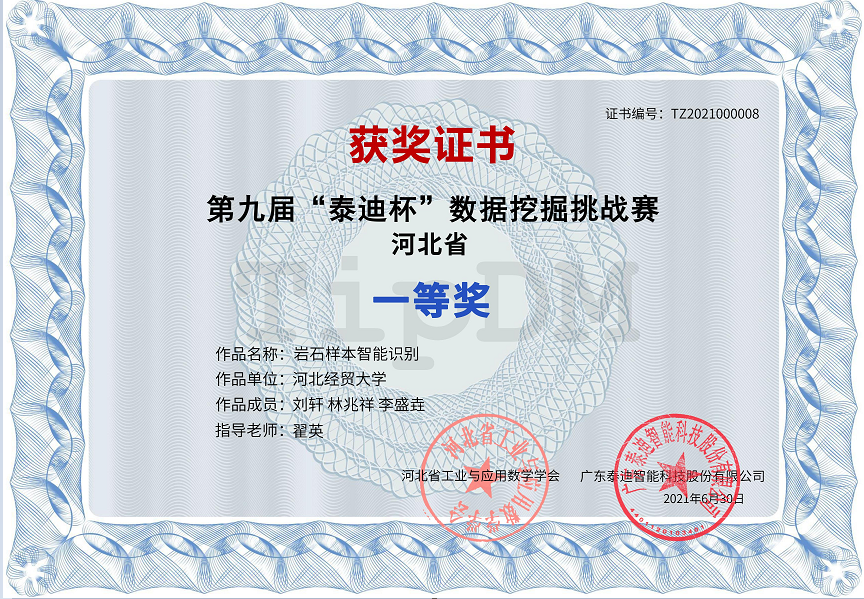 证书编号：TZ2021000008
获奖证书
第九届“泰迪杯”数据挖掘挑战赛
河北省
TipDM
一等奖
作品名称：岩石样本智能识别
作品单位：河北经贸大学
作品成员：刘轩 林兆祥 李盛垚
指导老师：翟英
河北省工业与应用数学学会
广东泰迪智能科技股份有限公司
2021年6月30日
河北省工业与应用数学学会
广东泰迪智能科技股份有限公司